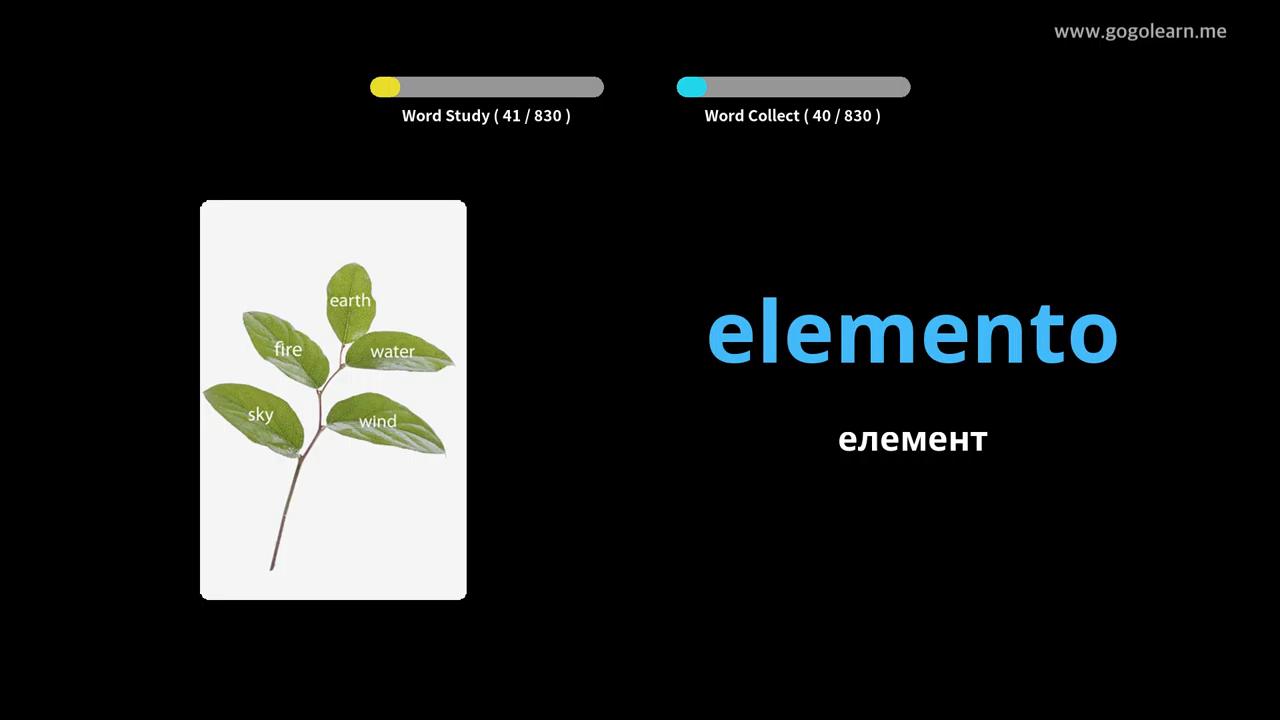 www.gogolearn.me
Word Study ( 41 / 830 )
Word Collect ( 40 / 830 )
earth
fire
water
sky
wind
elemento
елемент